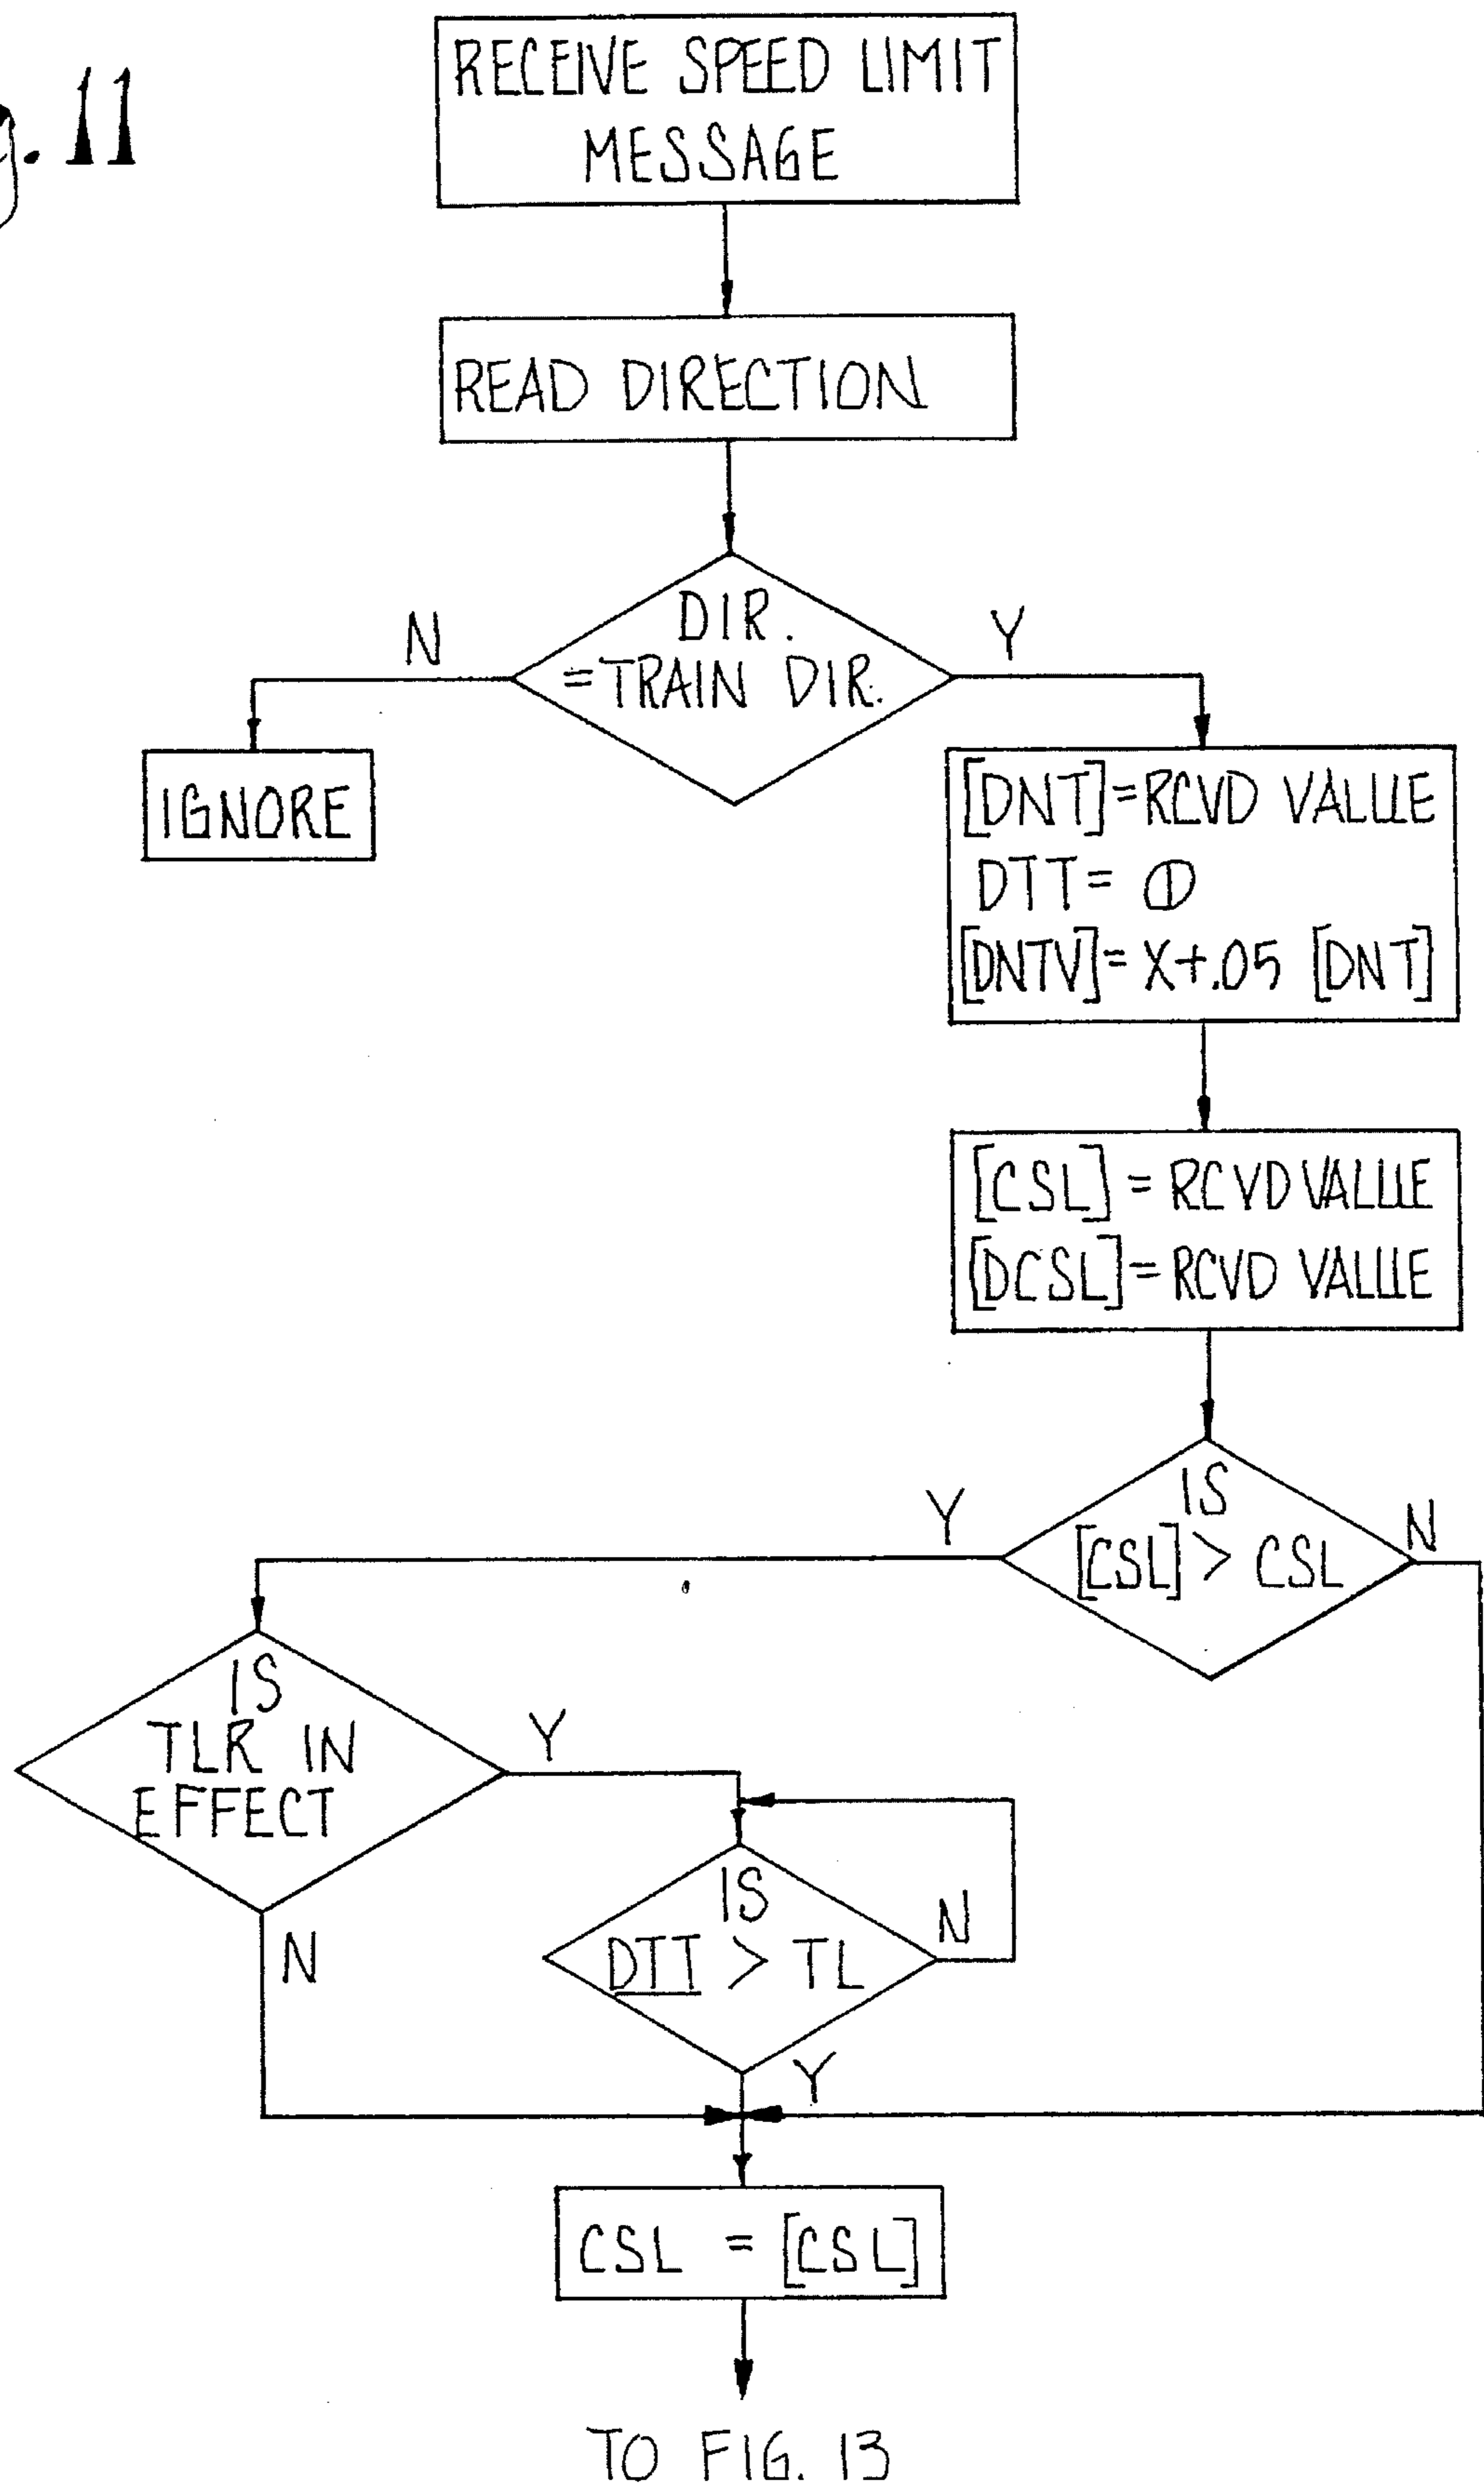 g. 11
RECEIVE SPEED LIMIT
MESSAGE
READ DIRECTION
DIR.
=TRAIN DIR.
N
Y
IGNORE
[DNT]=RCVD VALUE
DTT= 0
[DNTV]= X+.05 [DNT]
[CSL] = RCVD VALUE
[DCSL]=RCVD VALUE
IS
[CSL] > CSL
Y
N
IS
TLR IN
EFFECT
Y
N
IS
DTT > TL
N
Y
CSL = [CSL]
TO FIG. 13